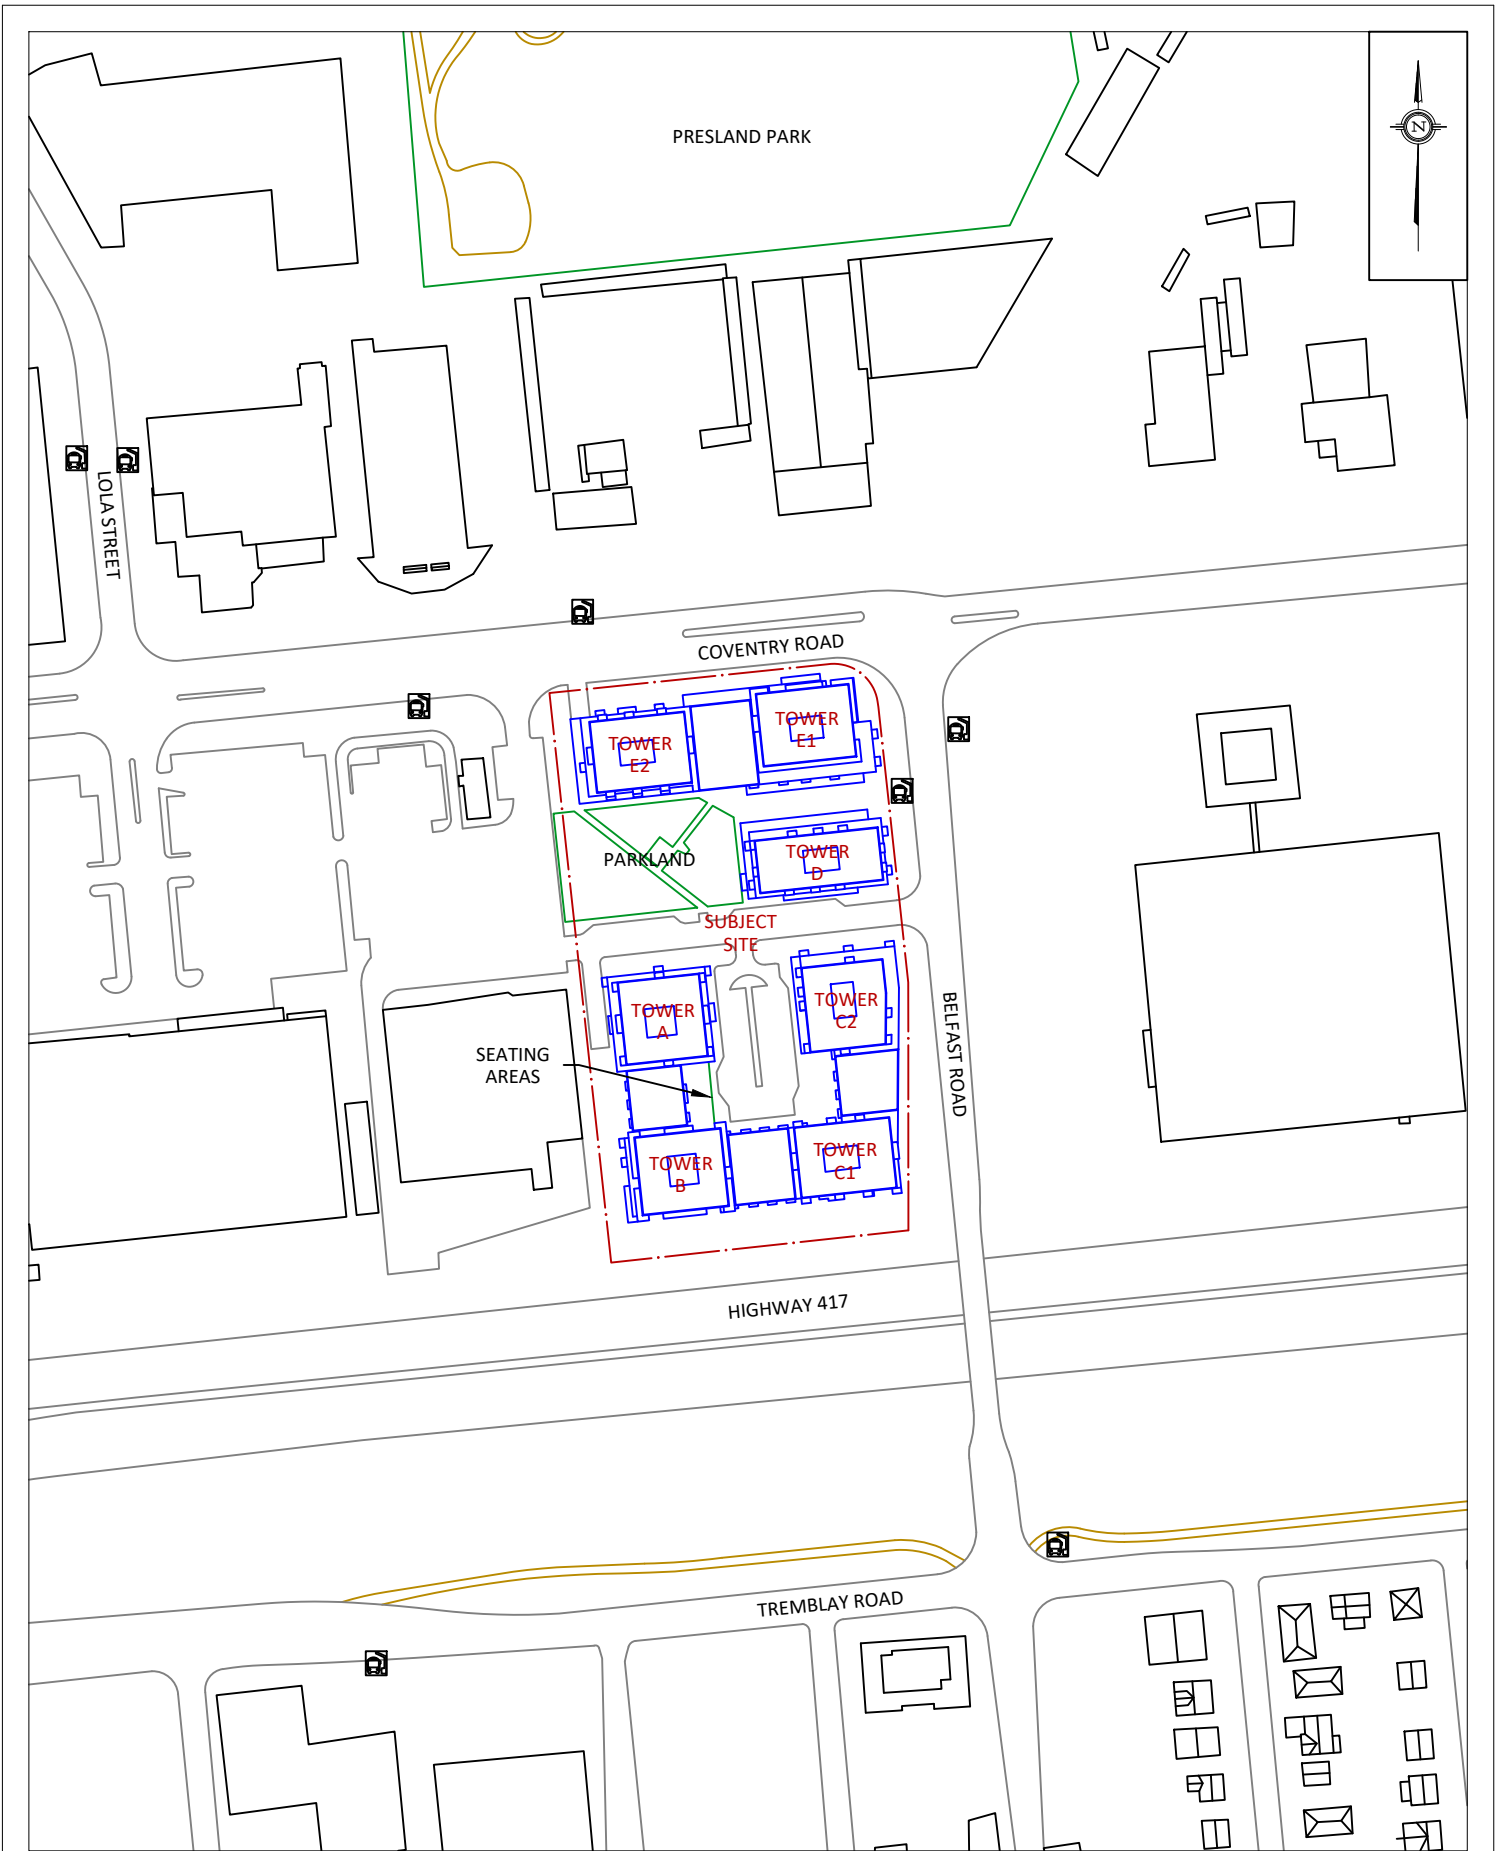 PRESLAND PARK
N
LOLA STREET
COVENTRY ROAD
TOWER
E1
TOWER
E2
PARKLAND
TOWER
D
SUBJECT
SITE
TOWER
A
TOWER
C2
SEATING
AREAS
BELFAST ROAD
TOWER
B
TOWER
C1
HIGHWAY 417
TREMBLAY ROAD